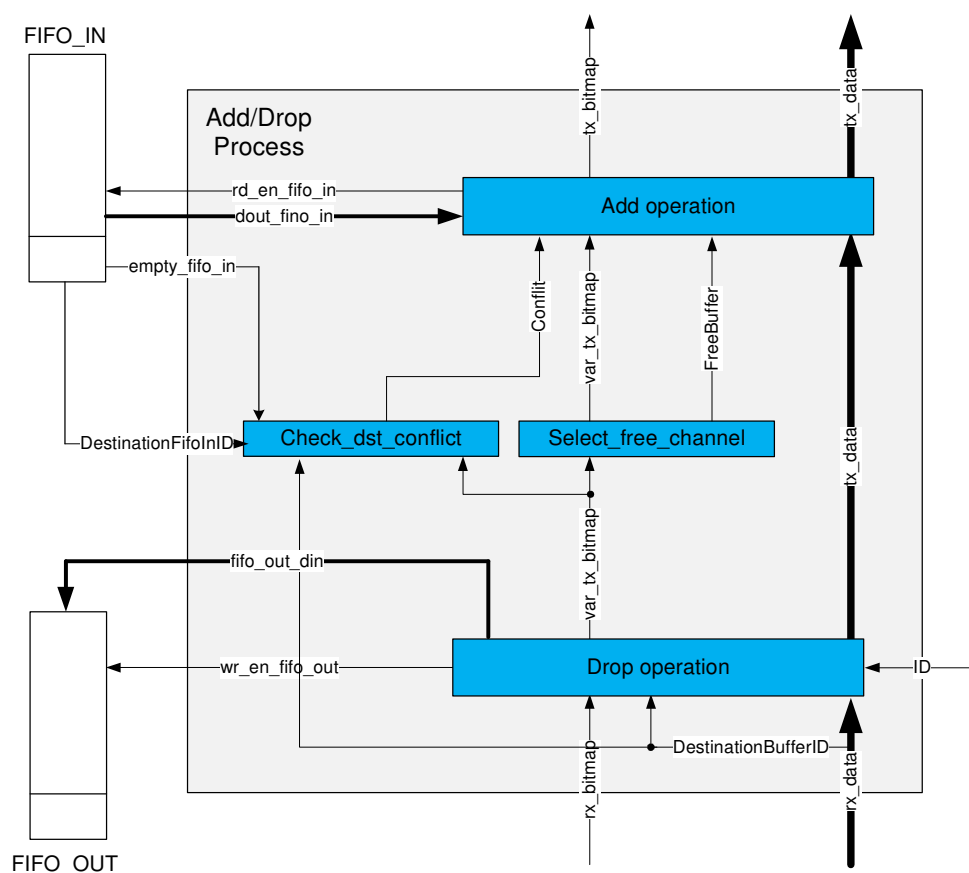 FIFO_IN
Add/Drop
Process
tx_bitmap
tx_data
rd_en_fifo_in
Add operation
dout_fino_in
empty_fifo_in
Conflit
var_tx_bitmap
FreeBuffer
DestinationFifoInID
Check_dst_conflict
Select_free_channel
tx_data
fifo_out_din
var_tx_bitmap
wr_en_fifo_out
Drop operation
ID
DestinationBufferID
rx_bitmap
rx_data
FIFO_OUT